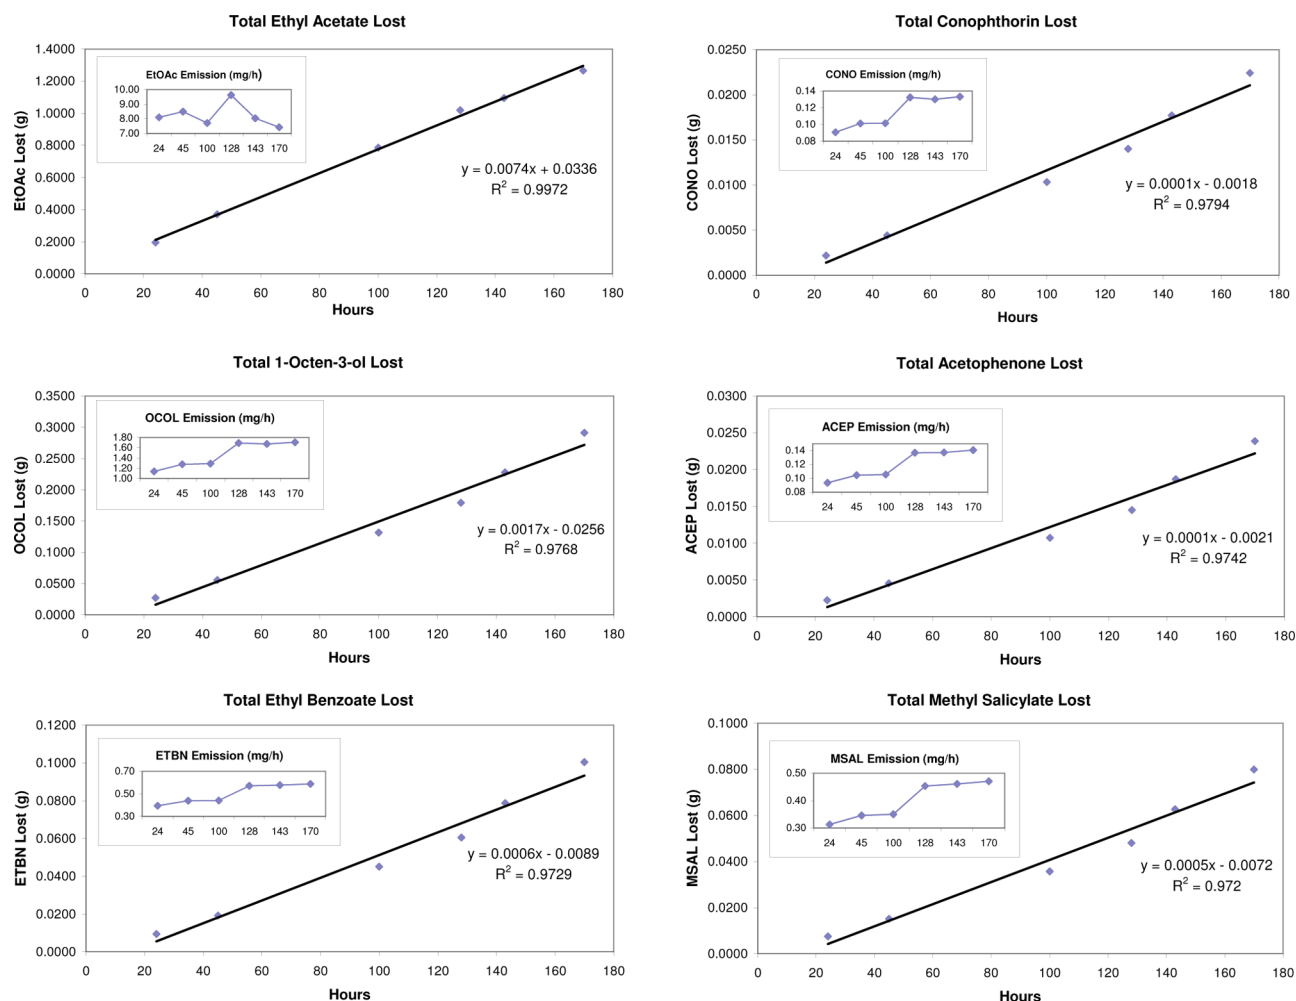 Total Ethyl Acetate Lost
1.4000
1.2000
1.0000
0.8000
0.6000
0.4000
0.2000
0.0000
EtOAc Lost (g)
EtOAc Emission (mg/h)
10.00
9.00
8.00
7.00
24 45 100 128 143 170
y = 0.0074x + 0.0336
R² = 0.9972
0 20 40 60 80 100 120 140 160 180
Hours
Total Conophthorin Lost
0.0250
0.0200
0.0150
0.0100
0.0050
0.0000
CONO Lost (g)
CONO Emission (mg/h)
0.14
0.12
0.10
0.08
24 45 100 128 143 170
y = 0.0001x - 0.0018
R² = 0.9794
0 20 40 60 80 100 120 140 160 180
Hours
Total 1-Octen-3-ol Lost
0.3500
0.3000
0.2500
0.2000
0.1500
0.1000
0.0500
0.0000
OCOL Lost (g)
OCOL Emission (mg/h)
1.80
1.60
1.40
1.20
1.00
24 45 100 128 143 170
y = 0.0017x - 0.0256
R² = 0.9768
0 20 40 60 80 100 120 140 160 180
Hours
Total Acetophenone Lost
0.0300
0.0250
0.0200
0.0150
0.0100
0.0050
0.0000
ACEP Lost (g)
ACEP Emission (mg/h)
0.14
0.12
0.10
0.08
24 45 100 128 143 170
y = 0.0001x - 0.0021
R² = 0.9742
0 20 40 60 80 100 120 140 160 180
Hours
Total Ethyl Benzoate Lost
0.1200
0.1000
0.0800
0.0600
0.0400
0.0200
0.0000
ETBN Lost (g)
ETBN Emission (mg/h)
0.70
0.50
0.30
24 45 100 128 143 170
y = 0.0006x - 0.0089
R² = 0.9729
0 20 40 60 80 100 120 140 160 180
Hours
Total Methyl Salicylate Lost
0.1000
0.0800
0.0600
0.0400
0.0200
0.0000
MSAL Lost (g)
MSAL Emission (mg/h)
0.50
0.40
0.30
24 45 100 128 143 170
y = 0.0005x - 0.0072
R² = 0.972
0 20 40 60 80 100 120 140 160 180
Hours